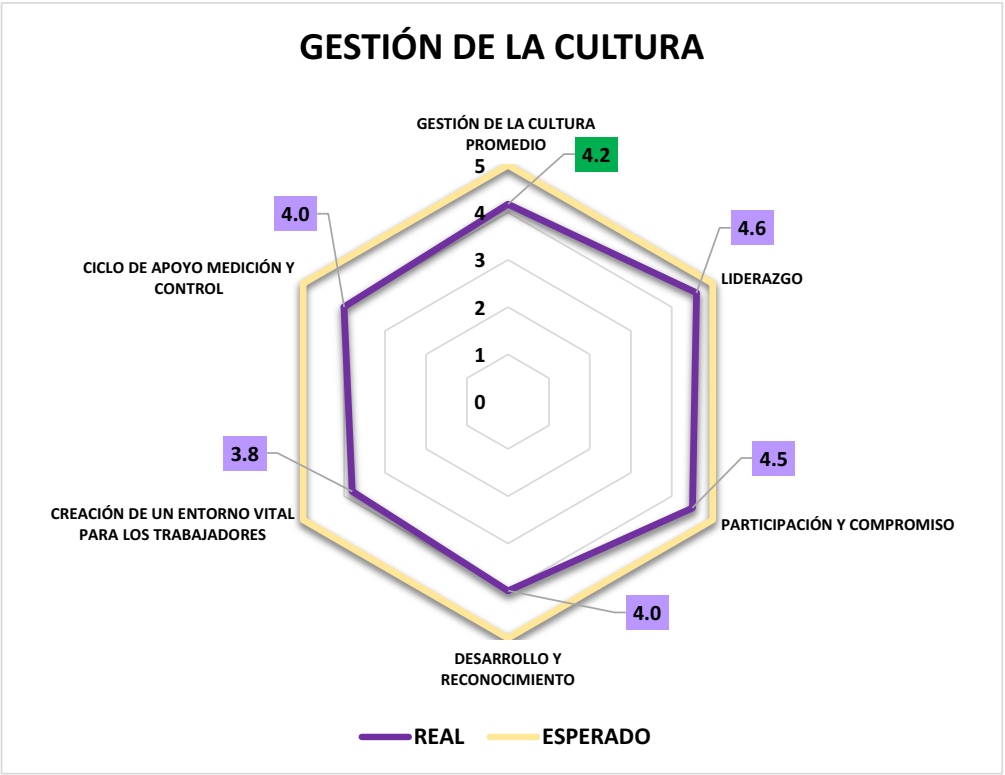 GESTIÓN DE LA CULTURA
GESTIÓN DE LA CULTURA
PROMEDIO
4.2
5
4
3
2
1
0
4.6
LIDERAZGO
4.5
PARTICIPACIÓN Y COMPROMISO
4.0
DESARROLLO Y
RECONOCIMIENTO
3.8
CREACIÓN DE UN ENTORNO VITAL
PARA LOS TRABAJADORES
4.0
CICLO DE APOYO MEDICIÓN Y
CONTROL
REAL
ESPERADO